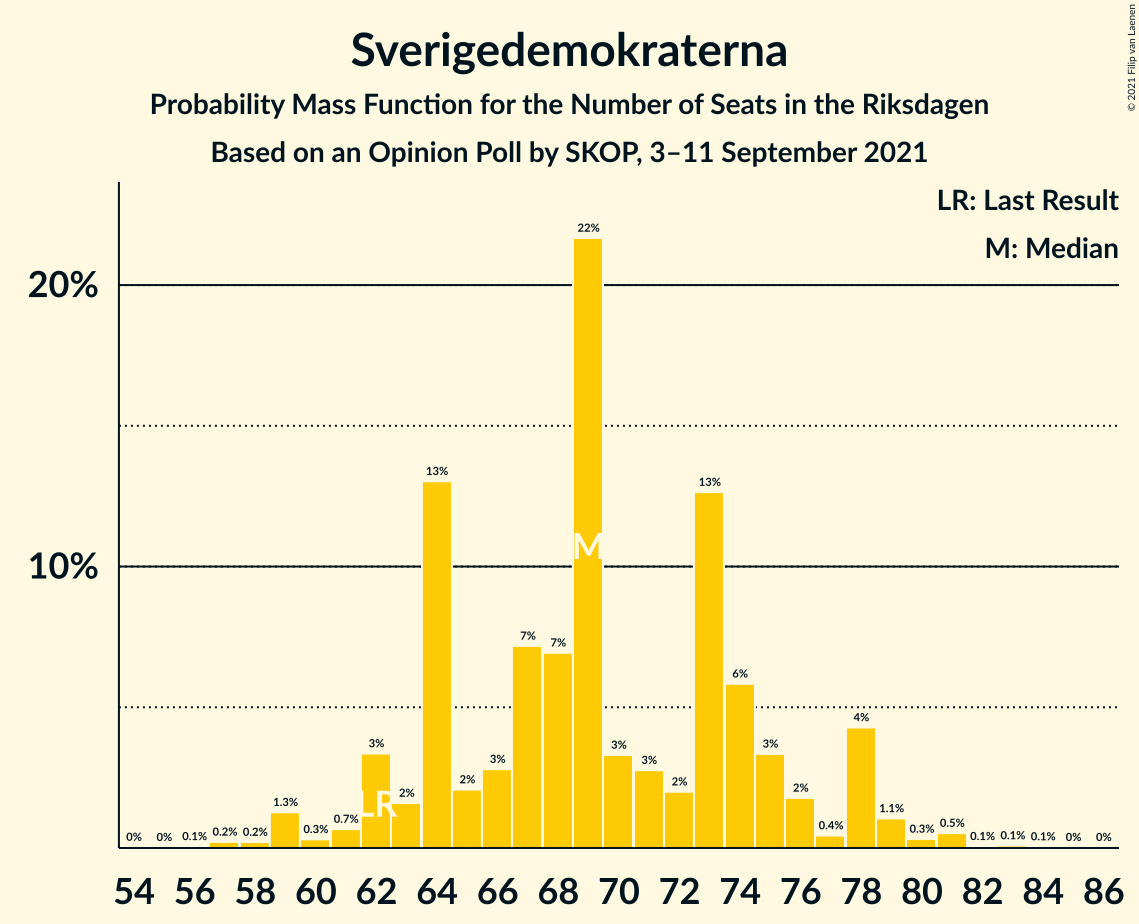 Sverigedemokraterna
Probability Mass Function for the Number of Seats in the Riksdagen
Based on an Opinion Poll by SKOP, 3–11 September 2021
© 2021 Filip van Laenen
LR: Last Result
M: Median
20%
10%
0% 0% 0.1% 0.2% 0.2% 1.3% 0.3% 0.7% 3% 2% 13% 2% 3% 7% 7% 22% 3% 3% 2% 13% 6% 3% 2% 0.4% 4% 1.1% 0.3% 0.5% 0.1% 0.1% 0.1% 0% 0%
M
LR
54 56 58 60 62 64 66 68 70 72 74 76 78 80 82 84 86